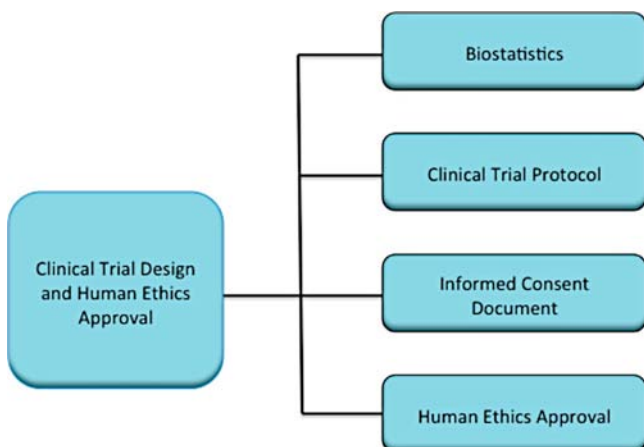 Biostatistics
Clinical Trial Protocol
Clinical Trial Design
and Human Ethics
Approval
Informed Consent
Document
Human Ethics Approval